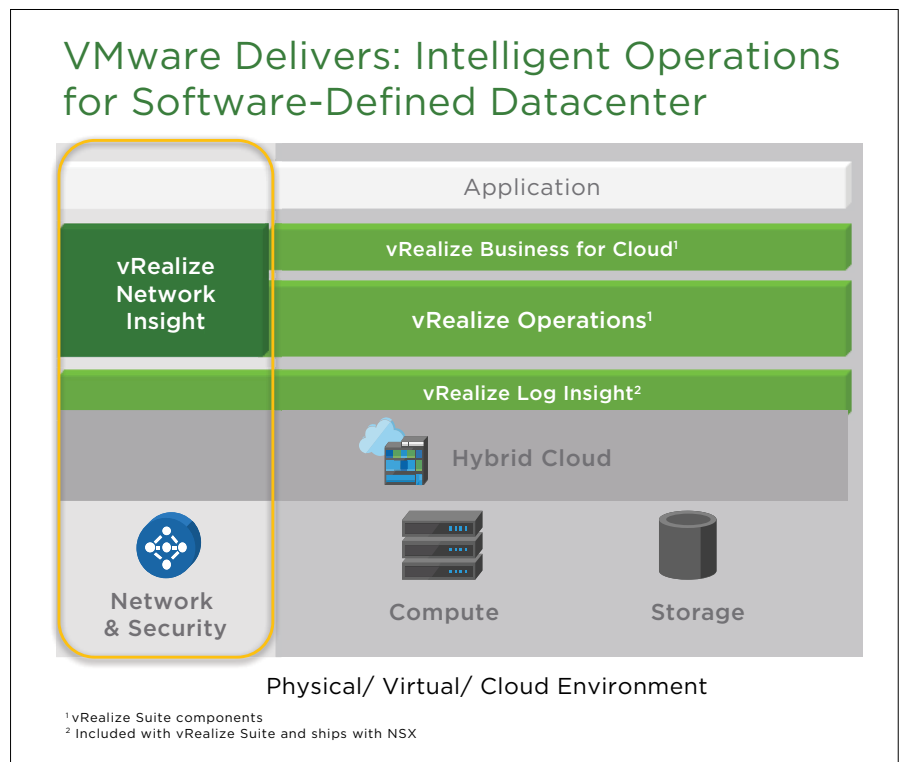 VMware Delivers: Intelligent Operations
for Software-Defined Datacenter
Application
vRealize
Network
Insight
vRealize Business for Cloud¹
vRealize Operations¹
vRealize Log Insight²
Hybrid Cloud
Network
& Security
Compute
Storage
Physical/ Virtual/ Cloud Environment
¹ vRealize Suite components
² Included with vRealize Suite and ships with NSX